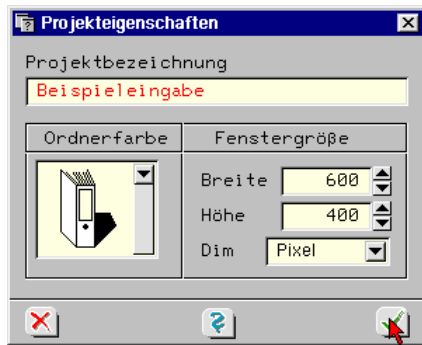 Projekteigenschaften
Projektbezeichnung
Beispieleingabe
Ordnerfarbe Fenstergröße
Breite 600
Höhe 400
Dim Pixel